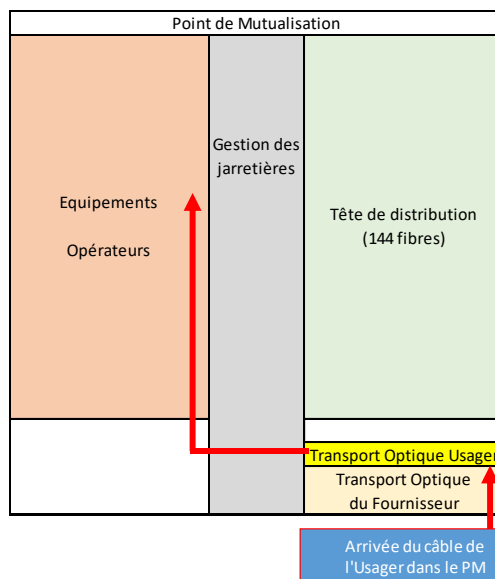 Point de Mutualisation
Gestion des
jarretières
Equipements
Opérateurs
Tête de distribution
(144 fibres)
Transport Optique Usager
Transport Optique
du Fournisseur
Arrivée du câble de
l'Usager dans le PM